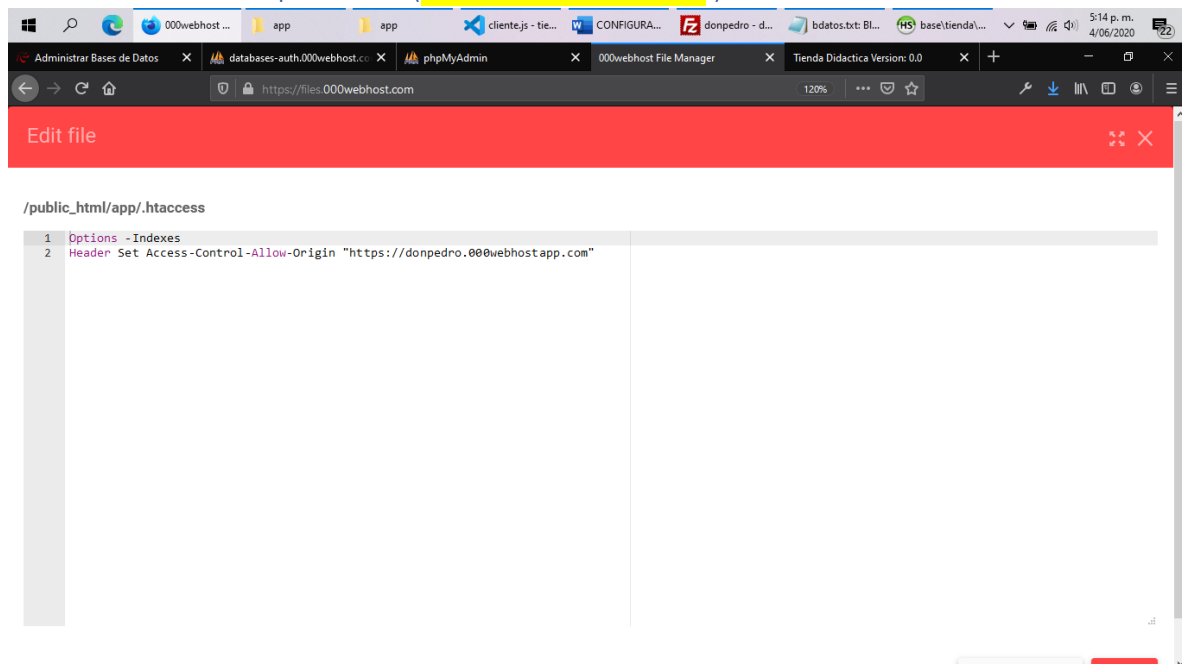 000webhost ...
app
app
cliente.js - tie...
CONFIGURA...
donpedro - d...
bdatos.txt: Bl...
base\tienda\...
5:14 p. m.
4/06/2020
22
Administrar Bases de Datos
databases-auth.000webhost.co
phpMyAdmin
000webhost File Manager
Tienda Didactica Version: 0.0
https://files.000webhost.com
120%
Edit file
/public_html/app/.htaccess
1 Options -Indexes
2 Header Set Access-Control-Allow-Origin "https://donpedro.000webhostapp.com"